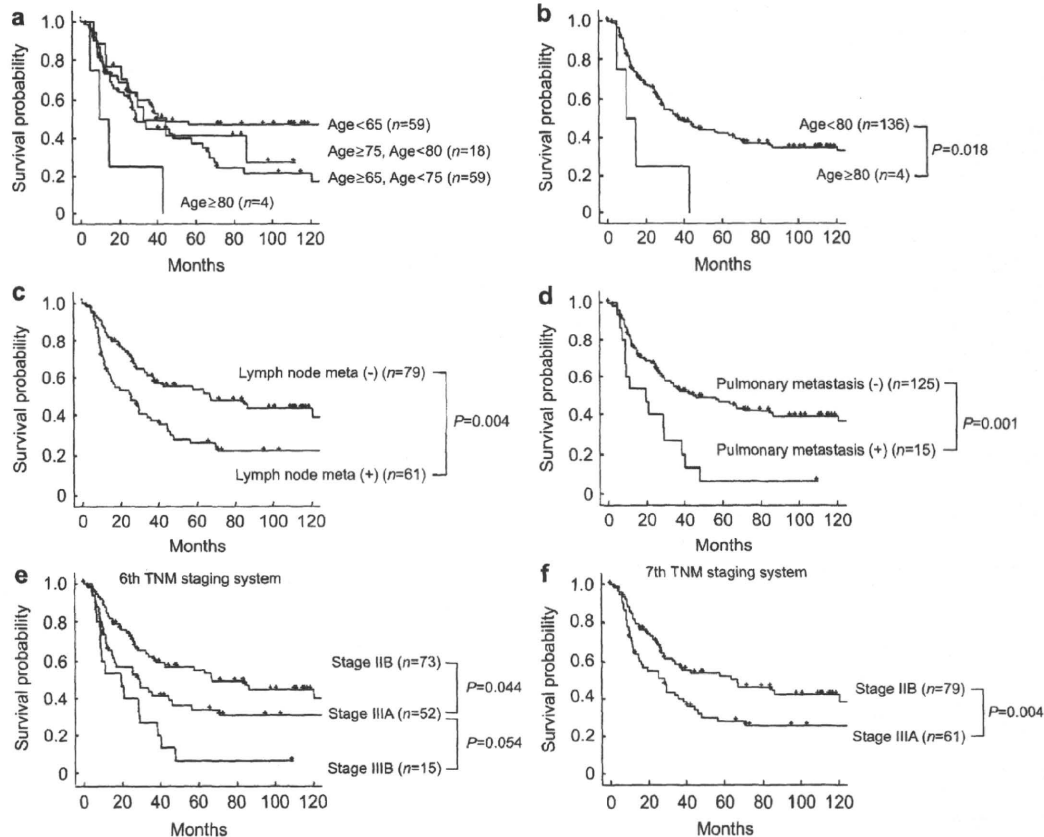 a
Survival probability
1.0
0.8
0.6
0.4
0.2
0
Age<65 (n=59)
Age≥75, Age<80 (n=18)
Age≥65, Age<75 (n=59)
Age≥80 (n=4)
0 20 40 60 80 100 120
Months
b
Survival probability
1.0
0.8
0.6
0.4
0.2
0
Age<80 (n=136)
P=0.018
Age≥80 (n=4)
0 20 40 60 80 100 120
Months
c
Survival probability
1.0
0.8
0.6
0.4
0.2
0
Lymph node meta (-) (n=79)
P=0.004
Lymph node meta (+) (n=61)
0 20 40 60 80 100 120
Months
d
Survival probability
1.0
0.8
0.6
0.4
0.2
0
Pulmonary metastasis (-) (n=125)
P=0.001
Pulmonary metastasis (+) (n=15)
0 20 40 60 80 100 120
Months
e
6th TNM staging system
Survival probability
1.0
0.8
0.6
0.4
0.2
0
Stage IIB (n=73)
P=0.044
Stage IIIA (n=52)
P=0.054
Stage IIIB (n=15)
0 20 40 60 80 100 120
Months
f
7th TNM staging system
Survival probability
1.0
0.8
0.6
0.4
0.2
0
Stage IIB (n=79)
P=0.004
Stage IIIA (n=61)
0 20 40 60 80 100 120
Months